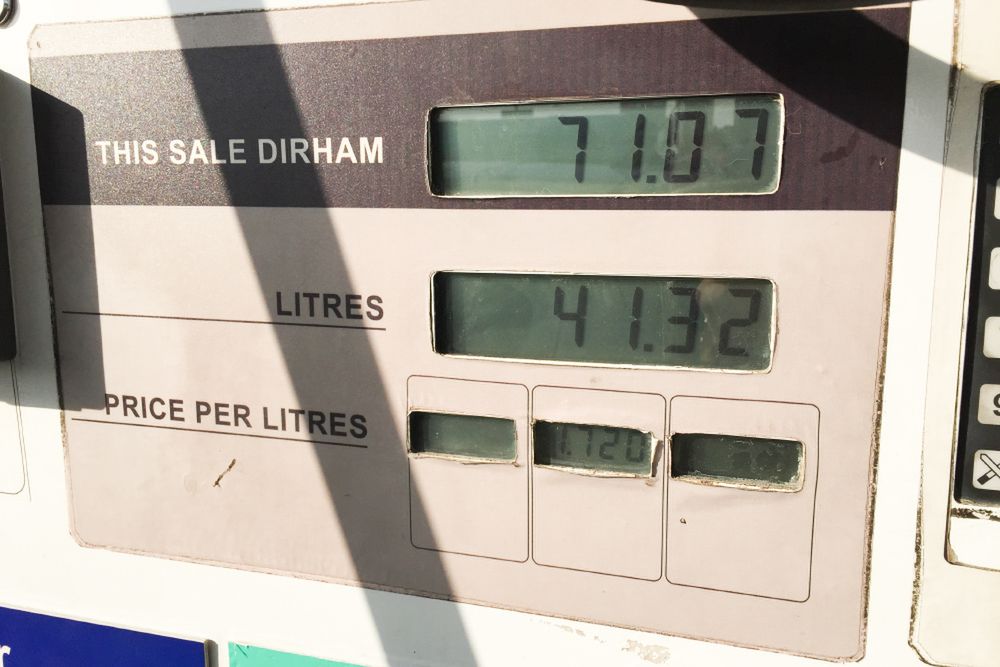 THIS SALE DIRHAM
71.07
LITRES
41.32
PRICE PER LITRES
1.720